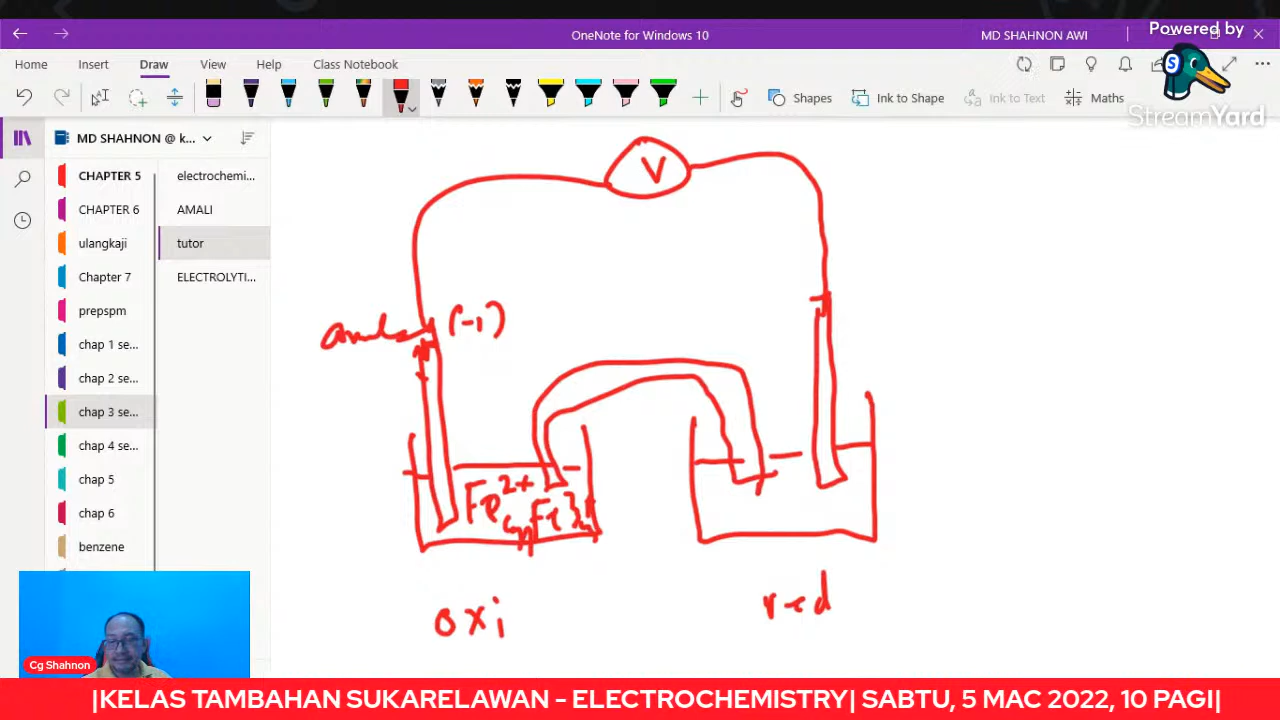 OneNote for Windows 10
MD SHAHNON AWI
Powered by
StreamYard
Home
Insert
Draw
View
Help
Class Notebook
Shapes
Ink to Shape
Ink to Text
Maths
MD SHAHNON @ k...
CHAPTER 5
CHAPTER 6
ulangkaji
Chapter 7
prepspm
chap 1 se...
chap 2 se...
chap 3 se...
chap 4 se...
chap 5
chap 6
benzene
electrochemi...
AMALI
tutor
ELECTROLYTI...
V
(-1)
Fe2+
oxi
red
Cg Shahnon
|KELAS TAMBAHAN SUKARELAWAN - ELECTROCHEMISTRY| SABTU, 5 MAC 2022, 10 PAGI|